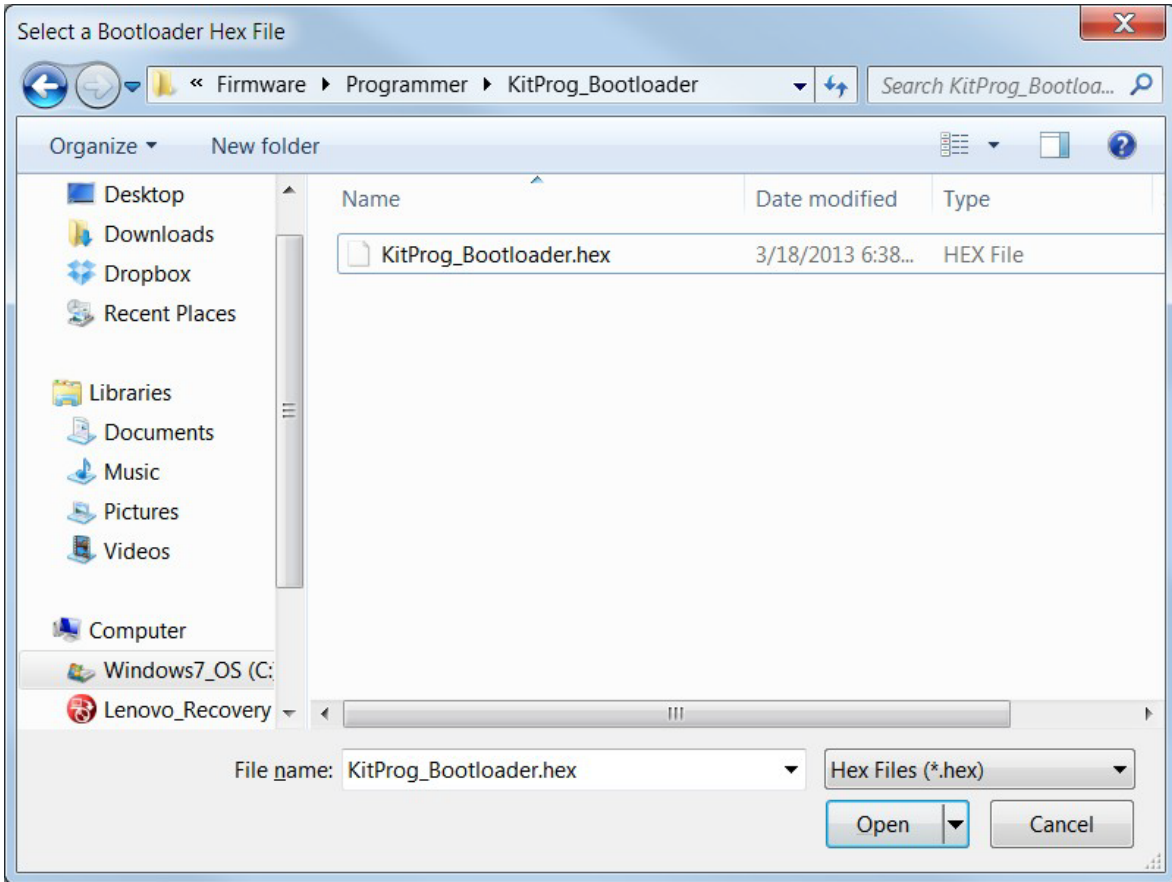 Select a Bootloader Hex File
« Firmware Programmer KitProg_Bootloader Search KitProg_Bootloa...
Organize New folder
Desktop
Downloads
Dropbox
Recent Places
Libraries
Documents
Music
Pictures
Videos
Computer
Windows7_OS (C:
Lenovo_Recovery
Name Date modified Type
KitProg_Bootloader.hex 3/18/2013 6:38... HEX File
File name: KitProg_Bootloader.hex Hex Files (*.hex)
Open Cancel